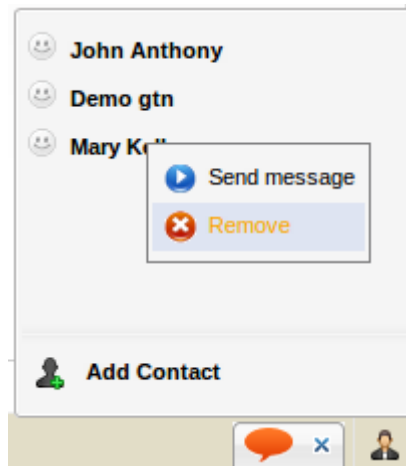 John Anthony
Demo gtn
Mary
Send message
Remove
Add Contact